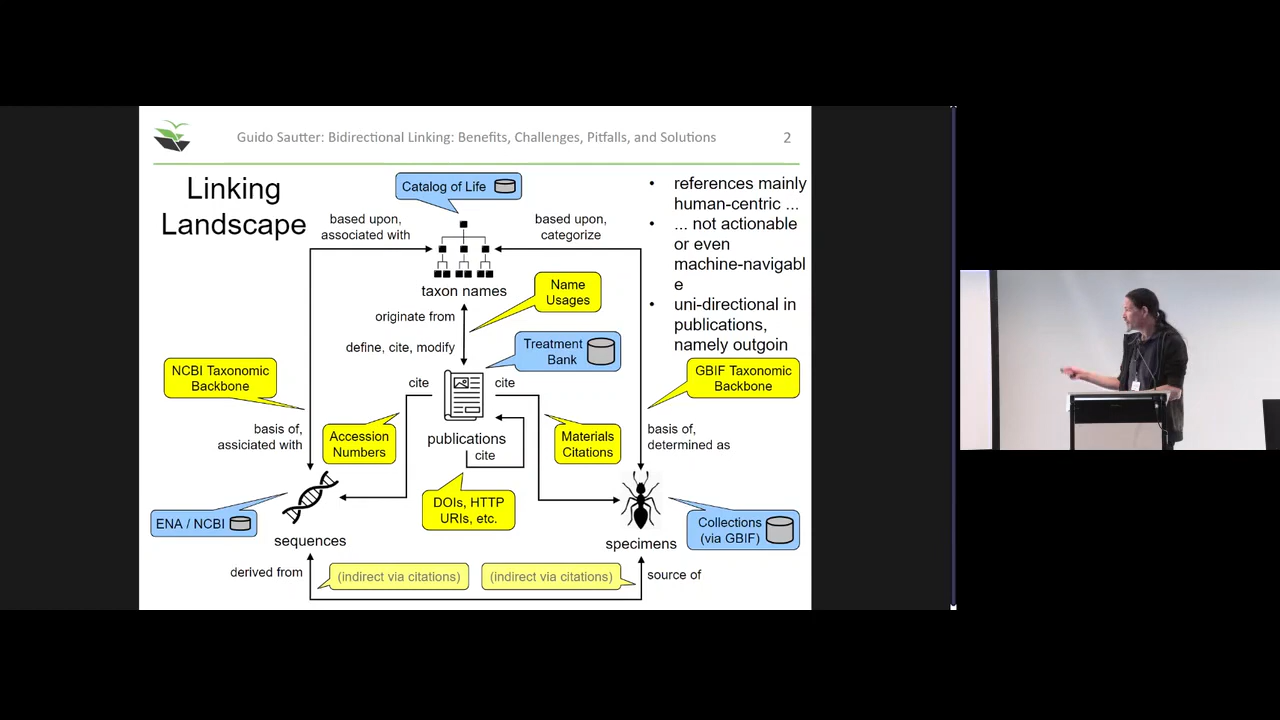 Guido Sautter: Bidirectional Linking: Benefits, Challenges, Pitfalls, and Solutions
2
Linking
Landscape
Catalog of Life
based upon,
associated with
based upon,
categorize
• references mainly
human-centric ...
• ... not actionable
or even
machine-navigabl
e
• uni-directional in
publications,
namely outgoin
taxon names
Name
Usages
originate from
define, cite, modify
Treatment
Bank
NCBI Taxonomic
Backbone
GBIF Taxonomic
Backbone
cite
cite
basis of,
assiciated with
Accession
Numbers
publications
cite
Materials
Citations
basis of,
determined as
DOIs, HTTP
URIs, etc.
ENA / NCBI
Collections
(via GBIF)
sequences
specimens
derived from
(indirect via citations)
(indirect via citations)
source of